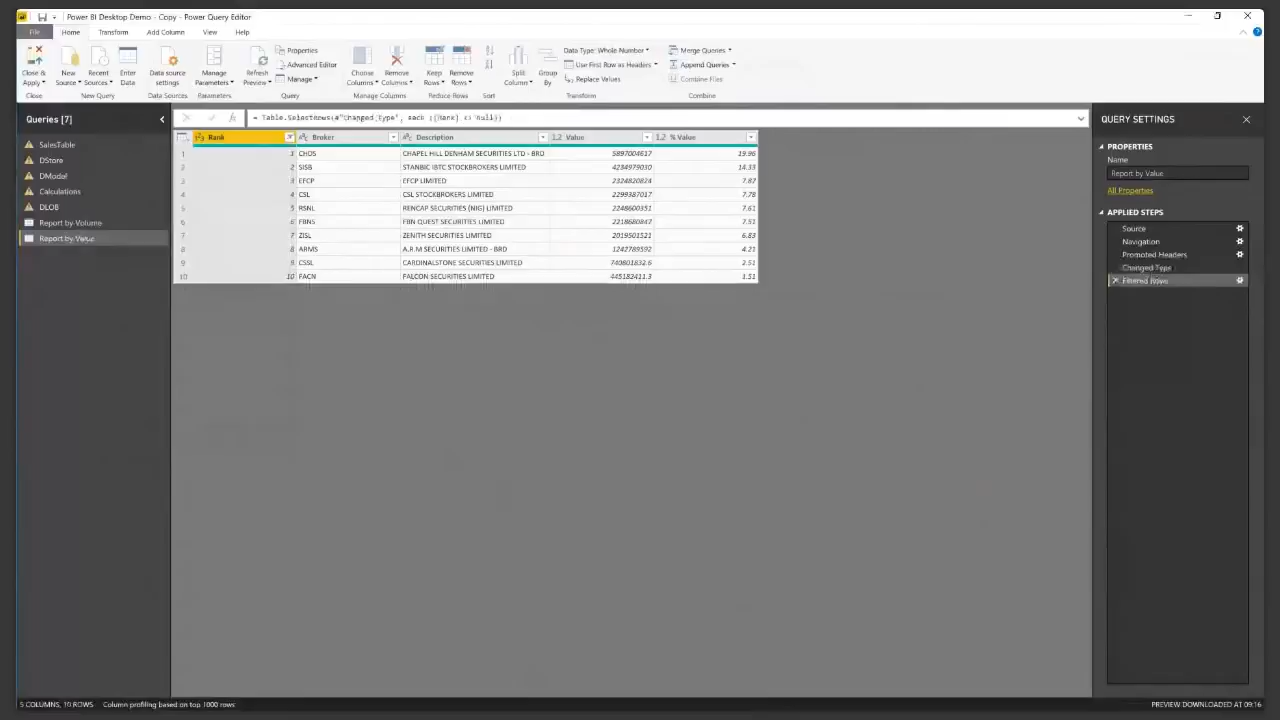 Power BI Desktop Demo - Copy - Power Query Editor
File Home Transform Add Column View Help
Close & Apply
New Source
Recent Sources
Enter Data
Data source settings
Manage Parameters
Refresh Preview
Properties
Advanced Editor
Manage
Choose Columns
Remove Columns
Keep Rows
Remove Rows
Split Column
Group By
Data Type: Whole Number
Use First Row as Headers
Replace Values
Merge Queries
Append Queries
Combine Files
Close New Query Data Sources Parameters Query Manage Columns Reduce Rows Sort Transform Combine
Queries [7]
SalesTable
DStore
DModal
Calculations
DLOB
Report by Volume
Report by Value
= Table.SelectRows(#"Changed Type", each ([Rank] <> null))
Rank Broker Description Value % Value
1 1 CHDS CHAPEL HILL DENHAM SECURITIES LTD - BRD 5897004617 19.96
2 2 SISB STANBIC IBTC STOCKBROKERS LIMITED 4234979030 14.33
3 3 EFCP EFCP LIMITED 2324820824 7.87
4 4 CSL CSL STOCKBROKERS LIMITED 2299387017 7.78
5 5 RSNL RENCAP SECURITIES (NIG) LIMITED 2248600351 7.61
6 6 FBNS FBN QUEST SECURITIES LIMITED 2218680847 7.51
7 7 ZISL ZENITH SECURITIES LIMITED 2019501521 6.83
8 8 ARMS A.R.M SECURITIES LIMITED - BRD 1242789592 4.21
9 9 CSSL CARDINALSTONE SECURITIES LIMITED 740801832.6 2.51
10 10 FACN FALCON SECURITIES LIMITED 445182411.3 1.51
QUERY SETTINGS
PROPERTIES
Name
Report by Value
All Properties
APPLIED STEPS
Source
Navigation
Promoted Headers
Changed Type
Filtered Rows
5 COLUMNS, 10 ROWS Column profiling based on top 1000 rows
PREVIEW DOWNLOADED AT 09:16